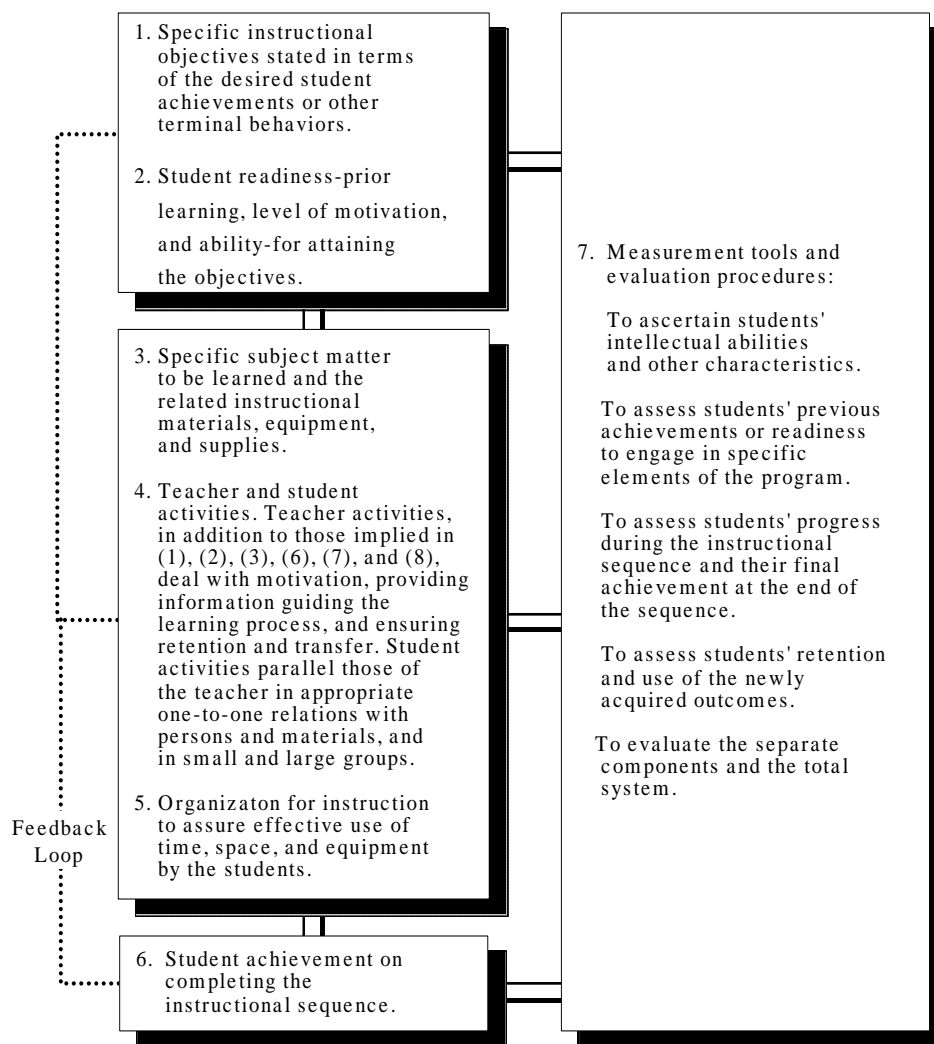 1. Specific instructional
objectives stated in terms
of the desired student
achievements or other
terminal behaviors.
2. Student readiness-prior
learning, level of motivation,
and ability-for attaining
the objectives.
3. Specific subject matter
to be learned and the
related instructional
materials, equipment,
and supplies.
4. Teacher and student
activities. Teacher activities,
in addition to those implied in
(1), (2), (3), (6), (7), and (8),
deal with motivation, providing
information guiding the
learning process, and ensuring
retention and transfer. Student
activities parallel those of
the teacher in appropriate
one-to-one relations with
persons and materials, and
in small and large groups.
5. Organizaton for instruction
to assure effective use of
time, space, and equipment
by the students.
Feedback
Loop
6. Student achievement on
completing the
instructional sequence.
7. Measurement tools and
evaluation procedures:
To ascertain students'
intellectual abilities
and other characteristics.
To assess students' previous
achievements or readiness
to engage in specific
elements of the program.
To assess students' progress
during the instructional
sequence and their final
achievement at the end of
the sequence.
To assess students' retention
and use of the newly
acquired outcomes.
To evaluate the separate
components and the total
system.